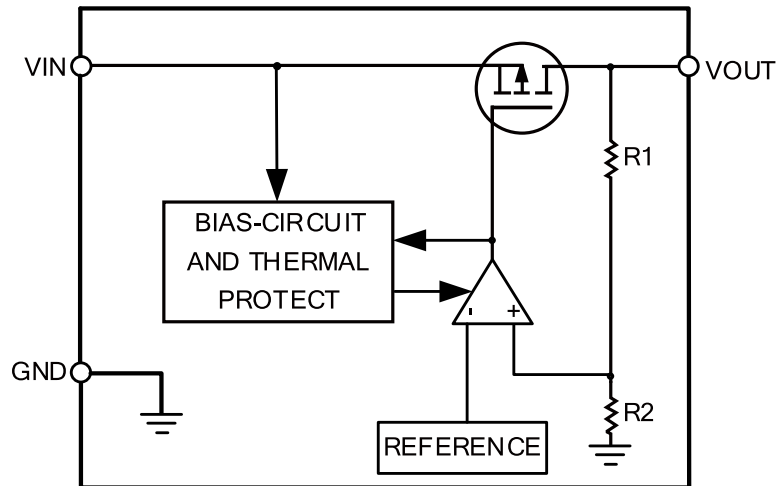 VIN
VOUT
R1
BIAS-CIRCUIT
AND THERMAL
PROTECT
- +
GND
R2
REFERENCE